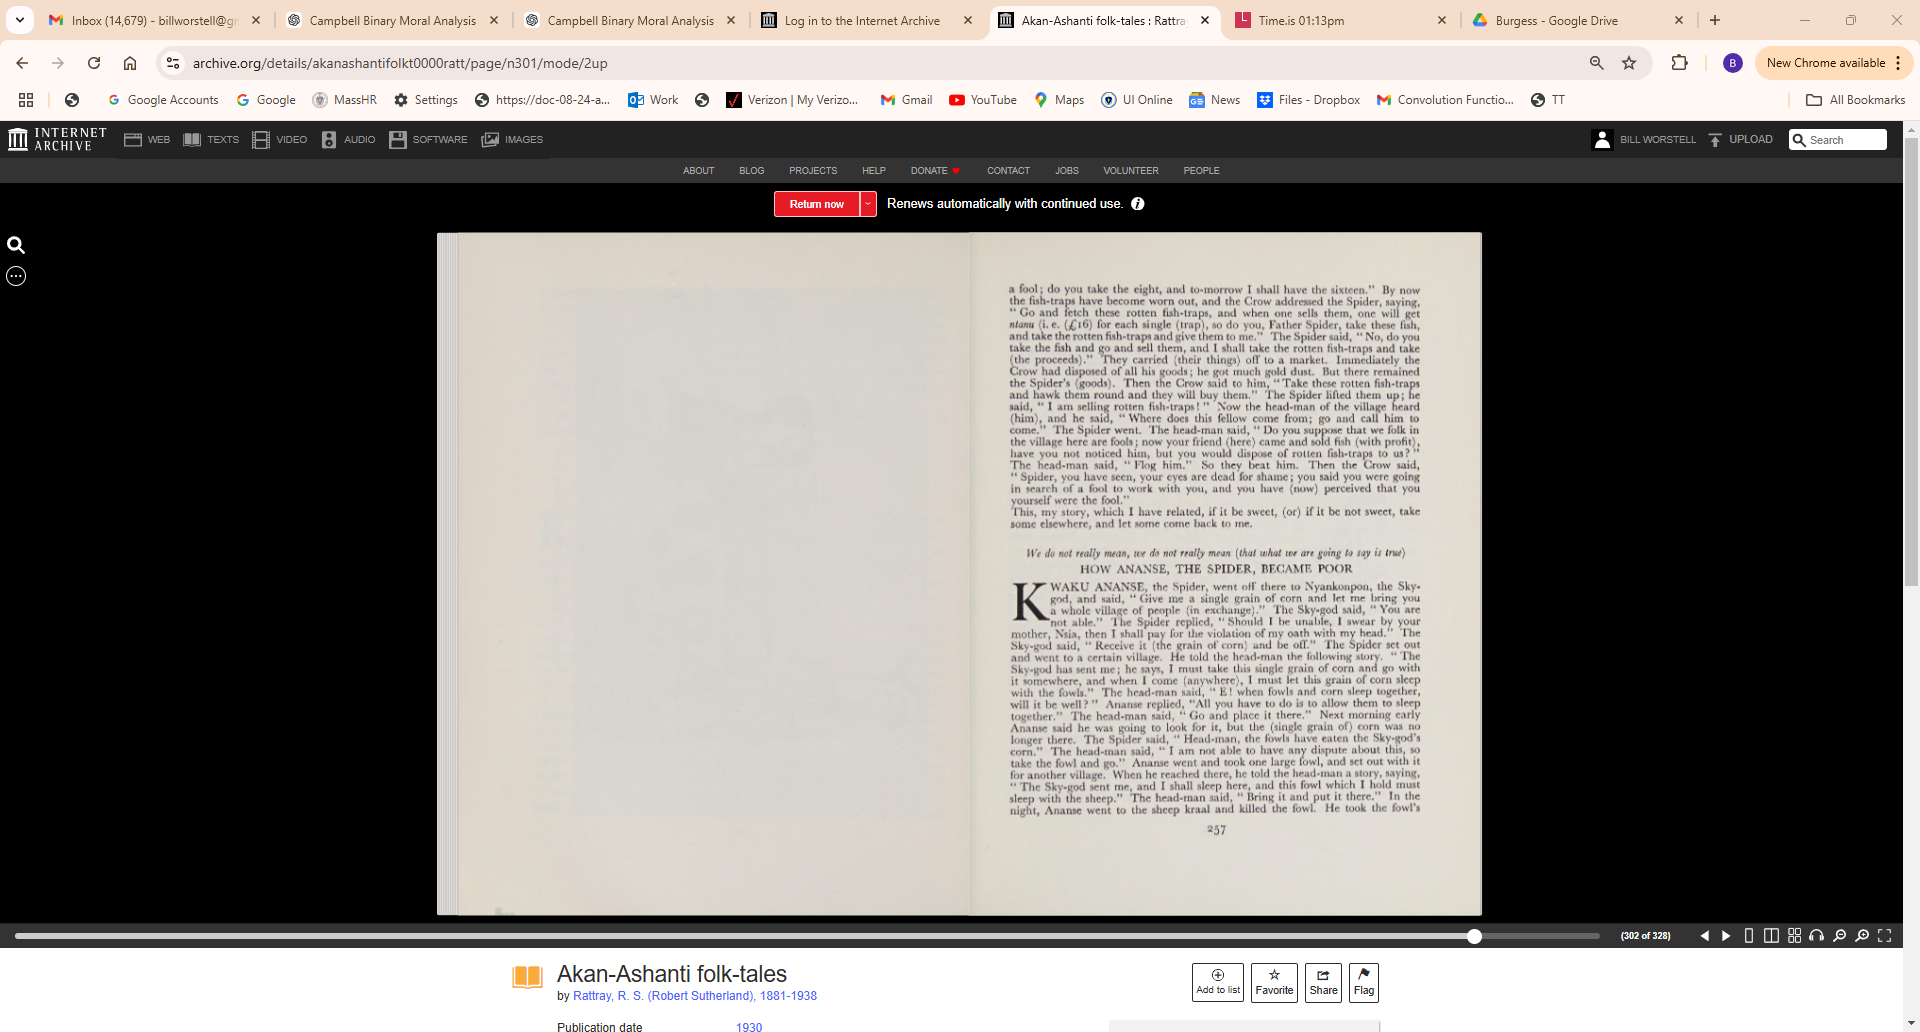 Inbox (14,679) - billworstell@gr
Campbell Binary Moral Analysis
Campbell Binary Moral Analysis
Log in to the Internet Archive
Akan-Ashanti folk-tales : Rattra
Time.is 01:13pm
Burgess - Google Drive
archive.org/details/akanashantifolkt0000ratt/page/n301/mode/2up
B
New Chrome available
Google Accounts
Google
MassHR
Settings
https://doc-08-24-a...
Work
Verizon | My Verizo...
Gmail
YouTube
Maps
UI Online
News
Files - Dropbox
Convolution Functio...
TT
All Bookmarks
INTERNET
ARCHIVE
WEB
TEXTS
VIDEO
AUDIO
SOFTWARE
IMAGES
BILL WORSTELL
UPLOAD
Search
ABOUT
BLOG
PROJECTS
HELP
DONATE
CONTACT
JOBS
VOLUNTEER
PEOPLE
Return now
Renews automatically with continued use.
a fool; do you take the eight, and to-morrow I shall have the sixteen." By now
the fish-traps have become worn out, and the Crow addressed the Spider, saying,
" Go and fetch these rotten fish-traps, and when one sells them, one will get
ntanu (i. e. (£16) for each single (trap), so do you, Father Spider, take these fish,
and take the rotten fish-traps and give them to me." The Spider said, " No, do you
take the fish and go and sell them, and I shall take the rotten fish-traps and take
(the proceeds)." They carried (their things) off to a market. Immediately the
Crow had disposed of all his goods; he got much gold dust. But there remained
the Spider's (goods). Then the Crow said to him, " Take these rotten fish-traps
and hawk them round and they will buy them." The Spider lifted them up; he
said, " I am selling rotten fish-traps! " Now the head-man of the village heard
(him), and he said, " Where does this fellow come from; go and call him to
come." The Spider went. The head-man said, " Do you suppose that we folk in
the village here are fools; now your friend (here) came and sold fish (with profit),
have you not noticed him, but you would dispose of rotten fish-traps to us? "
The head-man said, " Flog him." So they beat him. Then the Crow said,
" Spider, you have seen, your eyes are dead for shame; you said you were going
in search of a fool to work with you, and you have (now) perceived that you
yourself were the fool."
This, my story, which I have related, if it be sweet, (or) if it be not sweet, take
some elsewhere, and let some come back to me.
We do not really mean, we do not really mean (that what we are going to say is true)
HOW ANANSE, THE SPIDER, BECAME POOR
KWAKU ANANSE, the Spider, went off there to Nyankonpon, the Sky-
god, and said, " Give me a single grain of corn and let me bring you
a whole village of people (in exchange)." The Sky-god said, " You are
not able." The Spider replied, " Should I be unable, I swear by your
mother, Nsia, then I shall pay for the violation of my oath with my head." The
Sky-god said, " Receive it (the grain of corn) and be off." The Spider set out
and went to a certain village. He told the head-man the following story. " The
Sky-god has sent me; he says, I must take this single grain of corn and go with
it somewhere, and when I come (anywhere), I must let this grain of corn sleep
with the fowls." The head-man said, " E! when fowls and corn sleep together,
will it be well? " Ananse replied, "All you have to do is to allow them to sleep
together." The head-man said, " Go and place it there." Next morning early
Ananse said he was going to look for it, but the (single grain of) corn was no
longer there. The Spider said, " Head-man, the fowls have eaten the Sky-god's
corn." The head-man said, " I am not able to have any dispute about this, so
take the fowl and go." Ananse went and took one large fowl, and set out with it
for another village. When he reached there, he told the head-man a story, saying,
" The Sky-god sent me, and I shall sleep here, and this fowl which I hold must
sleep with the sheep." The head-man said, " Bring it and put it there." In the
night, Ananse went to the sheep kraal and killed the fowl. He took the fowl's
257
(302 of 328)
Akan-Ashanti folk-tales
by Rattray, R. S. (Robert Sutherland), 1881-1938
Add to list
Favorite
Share
Flag
Publication date
1930